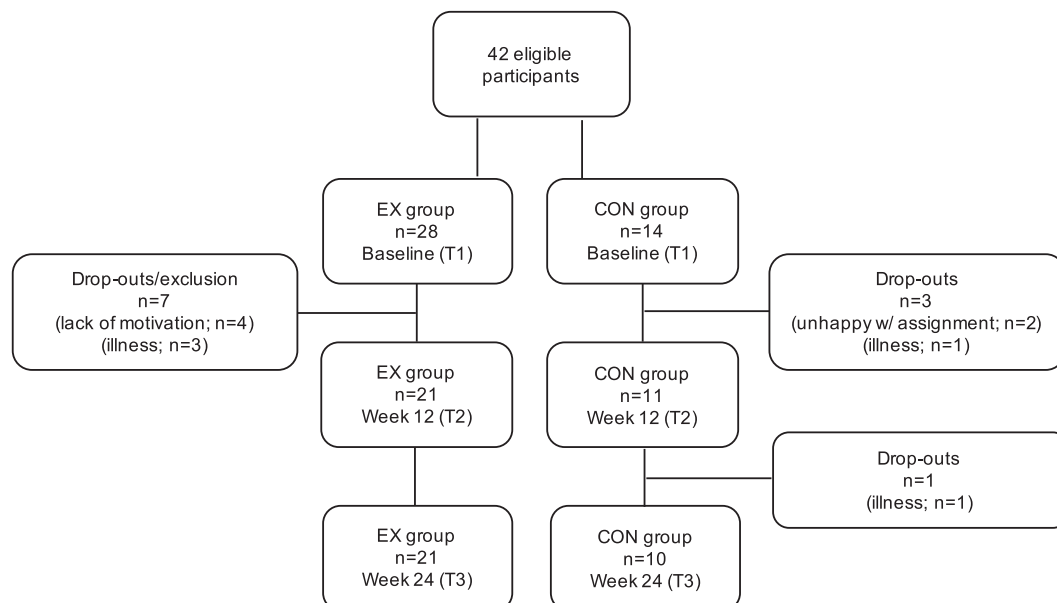 42 eligible
participants
EX group
n=28
Baseline (T1)
CON group
n=14
Baseline (T1)
Drop-outs/exclusion
n=7
(lack of motivation; n=4)
(illness; n=3)
Drop-outs
n=3
(unhappy w/ assignment; n=2)
(illness; n=1)
EX group
n=21
Week 12 (T2)
CON group
n=11
Week 12 (T2)
Drop-outs
n=1
(illness; n=1)
EX group
n=21
Week 24 (T3)
CON group
n=10
Week 24 (T3)